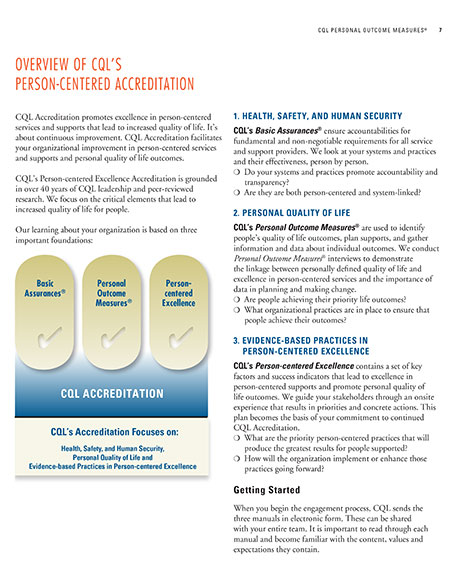 CQL PERSONAL OUTCOME MEASURES® 7
OVERVIEW OF CQL'S
PERSON-CENTERED ACCREDITATION
CQL Accreditation promotes excellence in person-centered
services and supports that lead to increased quality of life. It's
about continuous improvement. CQL Accreditation facilitates
your organizational improvement in person-centered services
and supports and personal quality of life outcomes.
CQL's Person-centered Excellence Accreditation is grounded
in over 40 years of CQL leadership and peer-reviewed
research. We focus on the critical elements that lead to
increased quality of life for people.
Our learning about your organization is based on three
important foundations:
Basic
Assurances®
Personal
Outcome
Measures®
Person-
centered
Excellence
CQL ACCREDITATION
CQL's Accreditation Focuses on:
Health, Safety, and Human Security,
Personal Quality of Life and
Evidence-based Practices in Person-centered Excellence
1. HEALTH, SAFETY, AND HUMAN SECURITY
CQL's Basic Assurances® ensure accountabilities for
fundamental and non-negotiable requirements for all service
and support providers. We look at your systems and practices
and their effectiveness, person by person.
❍ Do your systems and practices promote accountability and
transparency?
❍ Are they both person-centered and system-linked?
2. PERSONAL QUALITY OF LIFE
CQL's Personal Outcome Measures® are used to identify
people's quality of life outcomes, plan supports, and gather
information and data about individual outcomes. We conduct
Personal Outcome Measures® interviews to demonstrate
the linkage between personally defined quality of life and
excellence in person-centered services and the importance of
data in planning and making change.
❍ Are people achieving their priority life outcomes?
❍ What organizational practices are in place to ensure that
people achieve their outcomes?
3. EVIDENCE-BASED PRACTICES IN
PERSON-CENTERED EXCELLENCE
CQL's Person-centered Excellence contains a set of key
factors and success indicators that lead to excellence in
person-centered supports and promote personal quality of
life outcomes. We guide your stakeholders through an onsite
experience that results in priorities and concrete actions. This
plan becomes the basis of your commitment to continued
CQL Accreditation.
❍ What are the priority person-centered practices that will
produce the greatest results for people supported?
❍ How will the organization implement or enhance those
practices going forward?
Getting Started
When you begin the engagement process, CQL sends the
three manuals in electronic form. These can be shared
with your entire team. It is important to read through each
manual and become familiar with the content, values and
expectations they contain.